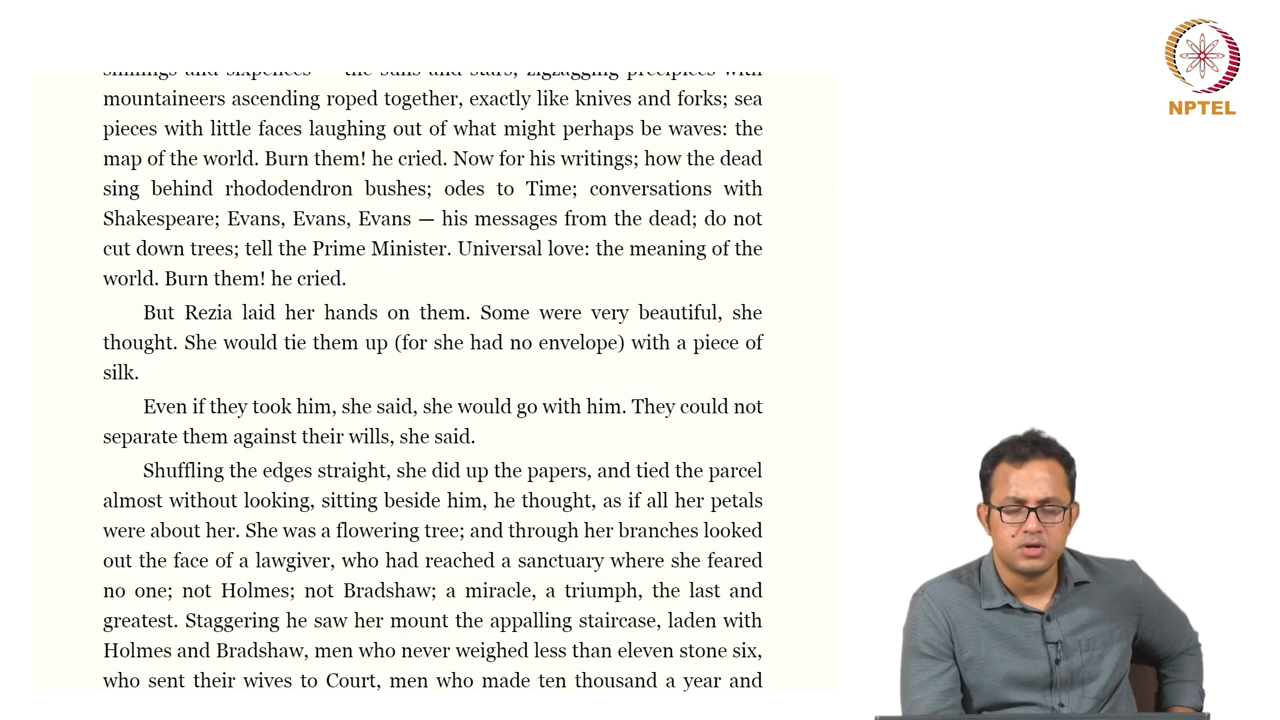 shillings and sixpences — the suns and stars; zigzagging precipices with
mountaineers ascending roped together, exactly like knives and forks; sea
pieces with little faces laughing out of what might perhaps be waves: the
map of the world. Burn them! he cried. Now for his writings; how the dead
sing behind rhododendron bushes; odes to Time; conversations with
Shakespeare; Evans, Evans, Evans — his messages from the dead; do not
cut down trees; tell the Prime Minister. Universal love: the meaning of the
world. Burn them! he cried.
But Rezia laid her hands on them. Some were very beautiful, she
thought. She would tie them up (for she had no envelope) with a piece of
silk.
Even if they took him, she said, she would go with him. They could not
separate them against their wills, she said.
Shuffling the edges straight, she did up the papers, and tied the parcel
almost without looking, sitting beside him, he thought, as if all her petals
were about her. She was a flowering tree; and through her branches looked
out the face of a lawgiver, who had reached a sanctuary where she feared
no one; not Holmes; not Bradshaw; a miracle, a triumph, the last and
greatest. Staggering he saw her mount the appalling staircase, laden with
Holmes and Bradshaw, men who never weighed less than eleven stone six,
who sent their wives to Court, men who made ten thousand a year and
NPTEL